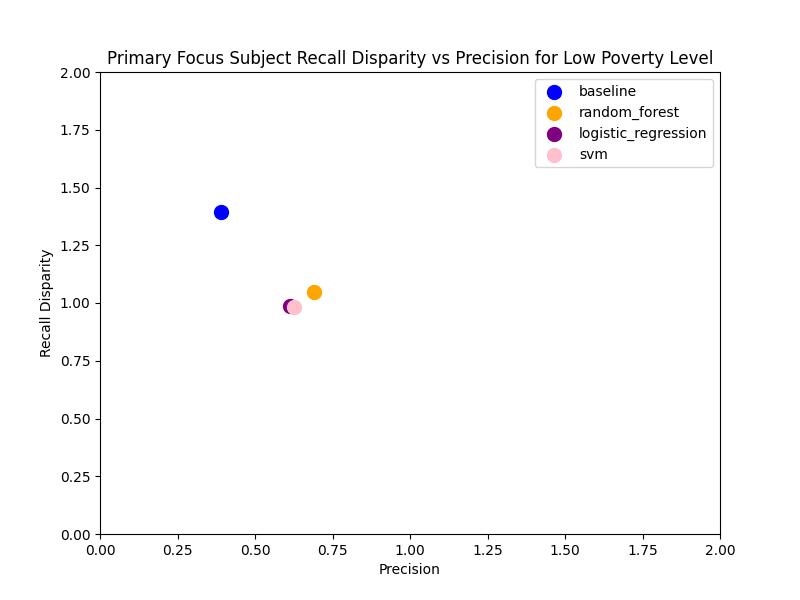 Primary Focus Subject Recall Disparity vs Precision for Low Poverty Level
2.00
1.75
1.50
1.25
1.00
0.75
0.50
0.25
0.00
Recall Disparity
baseline
random_forest
logistic_regression
svm
0.00 0.25 0.50 0.75 1.00 1.25 1.50 1.75 2.00
Precision